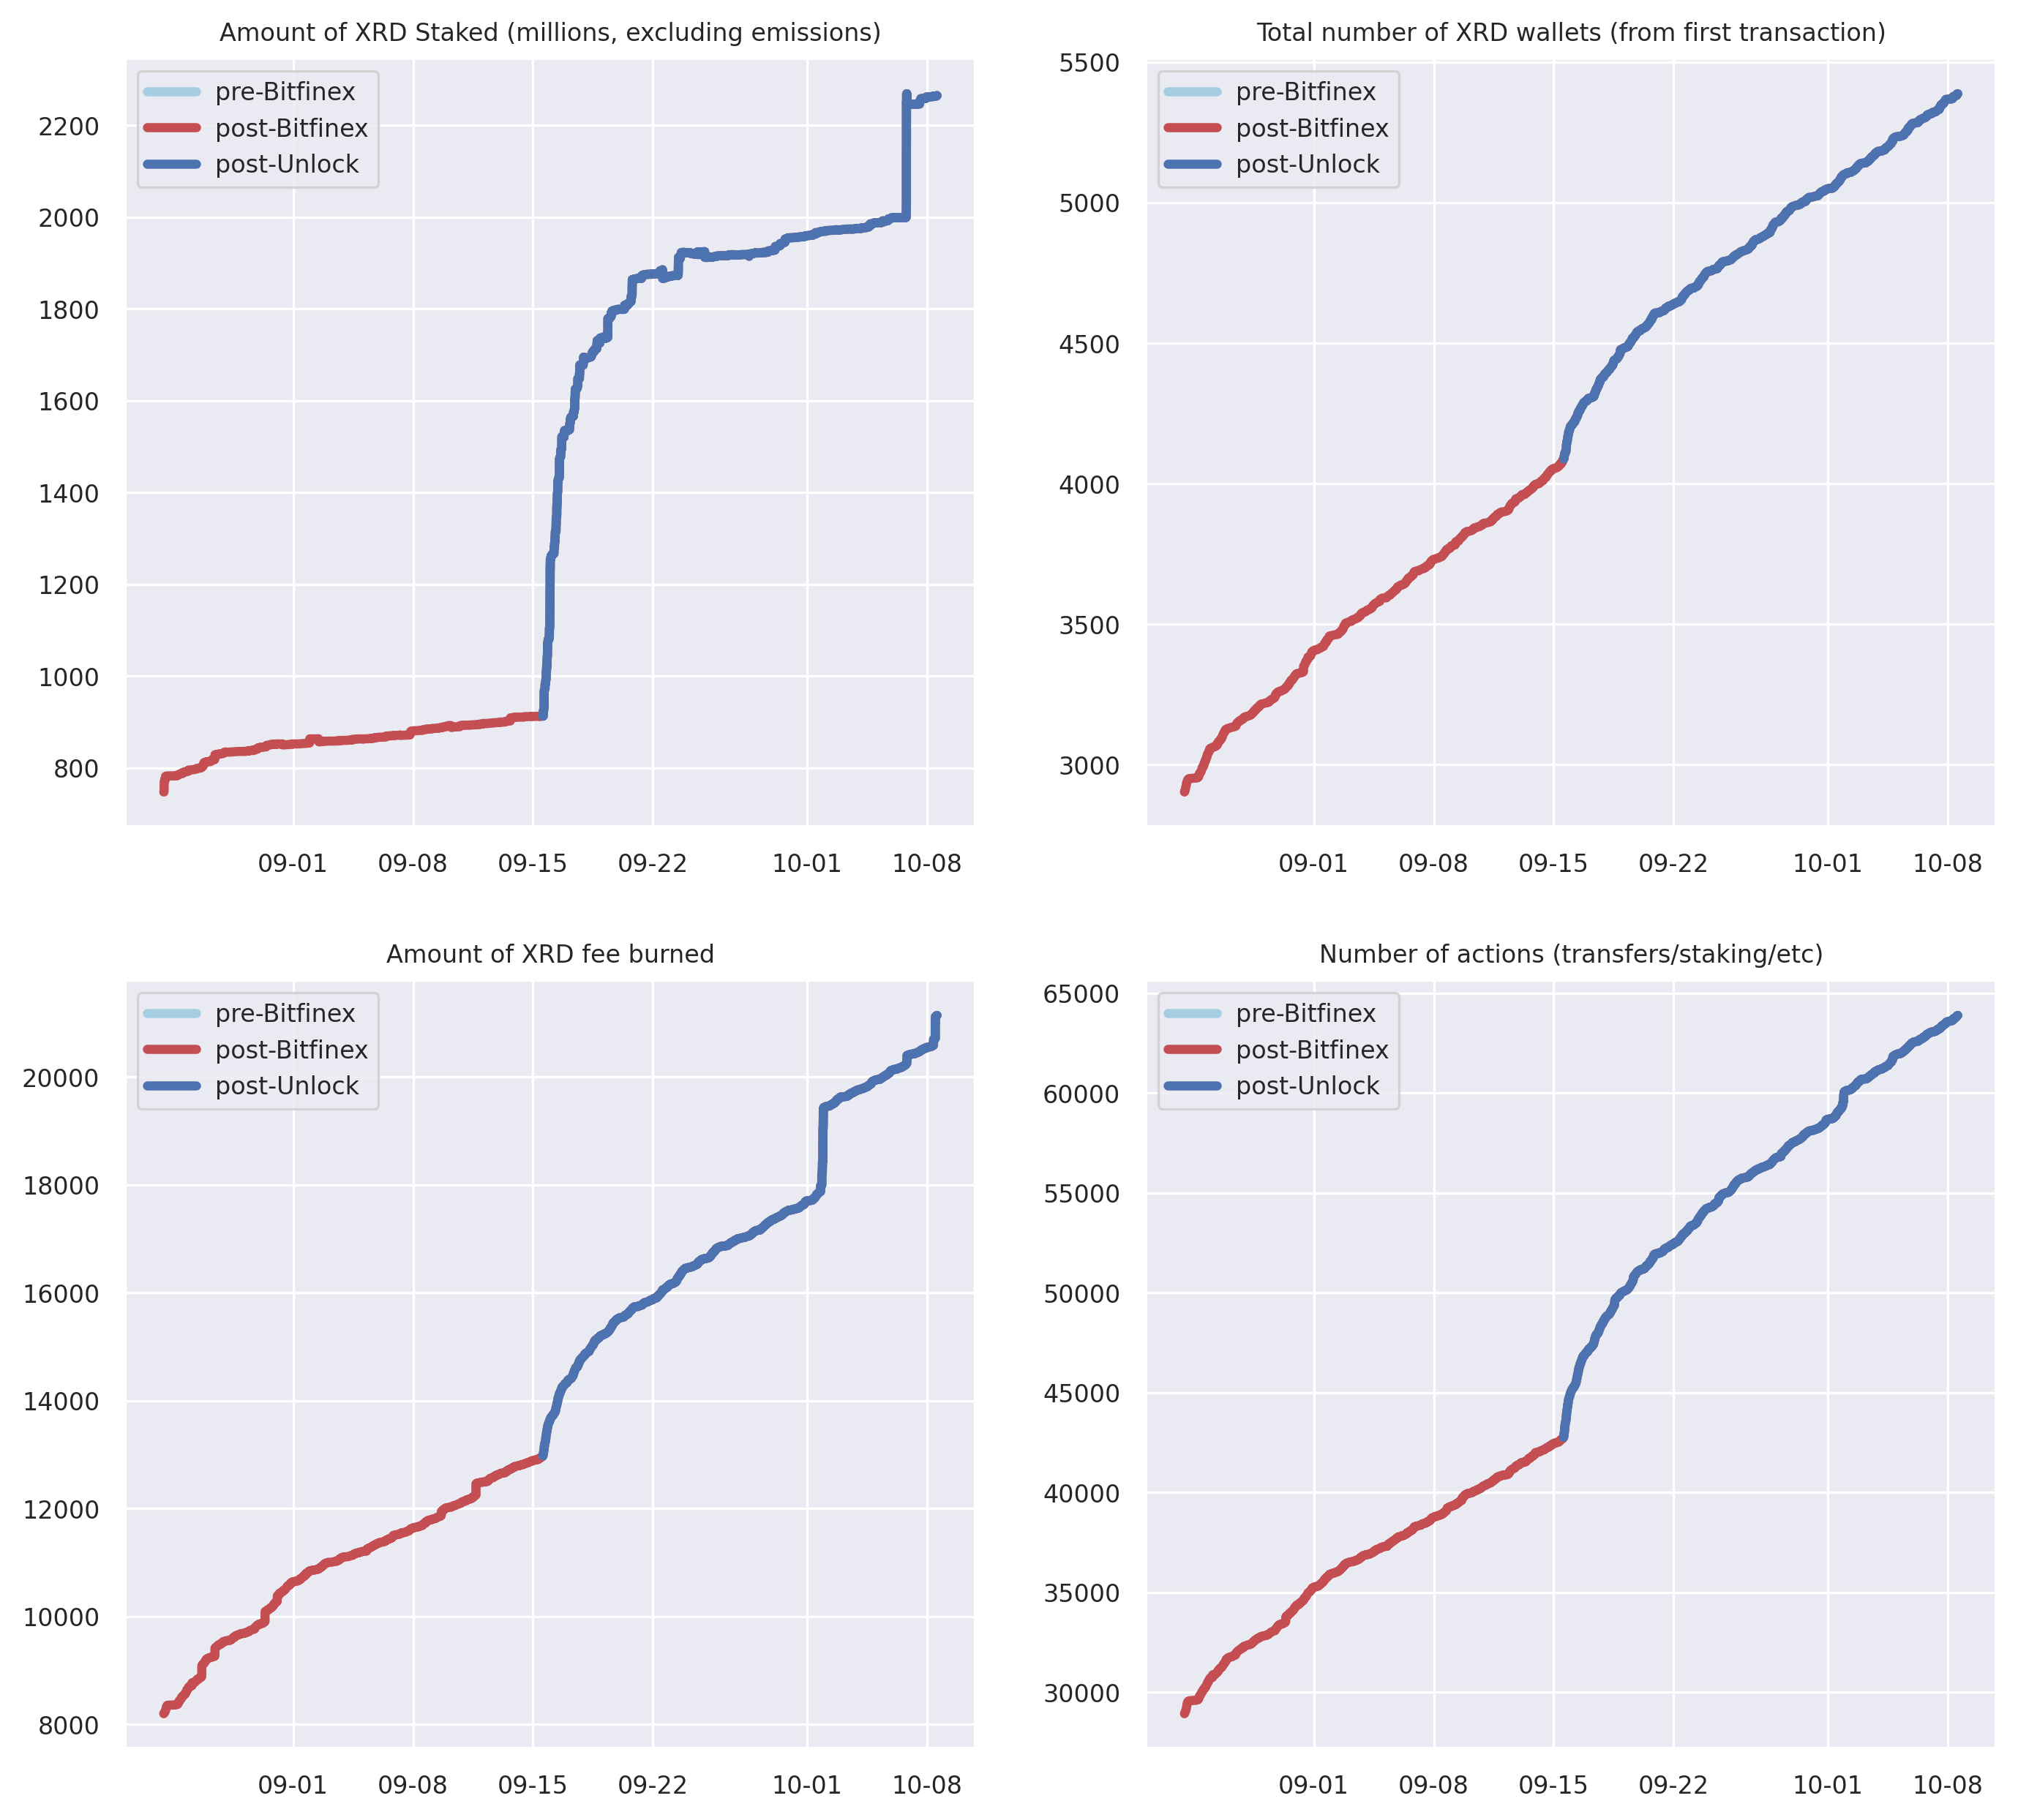 Amount of XRD Staked (millions, excluding emissions)
pre-Bitfinex
post-Bitfinex
post-Unlock
2200
2000
1800
1600
1400
1200
1000
800
09-01 09-08 09-15 09-22 10-01 10-08
Total number of XRD wallets (from first transaction)
pre-Bitfinex
post-Bitfinex
post-Unlock
5500
5000
4500
4000
3500
3000
09-01 09-08 09-15 09-22 10-01 10-08
Amount of XRD fee burned
pre-Bitfinex
post-Bitfinex
post-Unlock
20000
18000
16000
14000
12000
10000
8000
09-01 09-08 09-15 09-22 10-01 10-08
Number of actions (transfers/staking/etc)
pre-Bitfinex
post-Bitfinex
post-Unlock
65000
60000
55000
50000
45000
40000
35000
30000
09-01 09-08 09-15 09-22 10-01 10-08